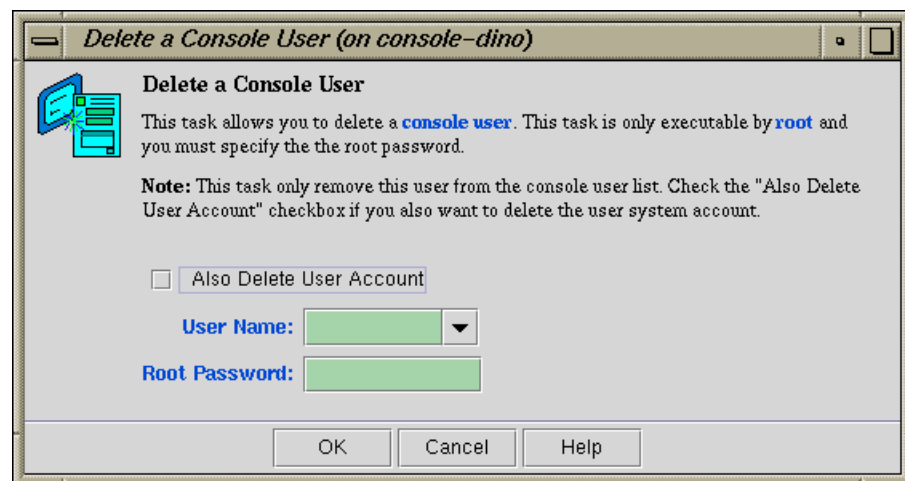 Delete a Console User (on console-dino)
Delete a Console User
This task allows you to delete a console user. This task is only executable by root and
you must specify the the root password.
Note: This task only remove this user from the console user list. Check the "Also Delete
User Account" checkbox if you also want to delete the user system account.
Also Delete User Account
User Name:
Root Password:
OK Cancel Help